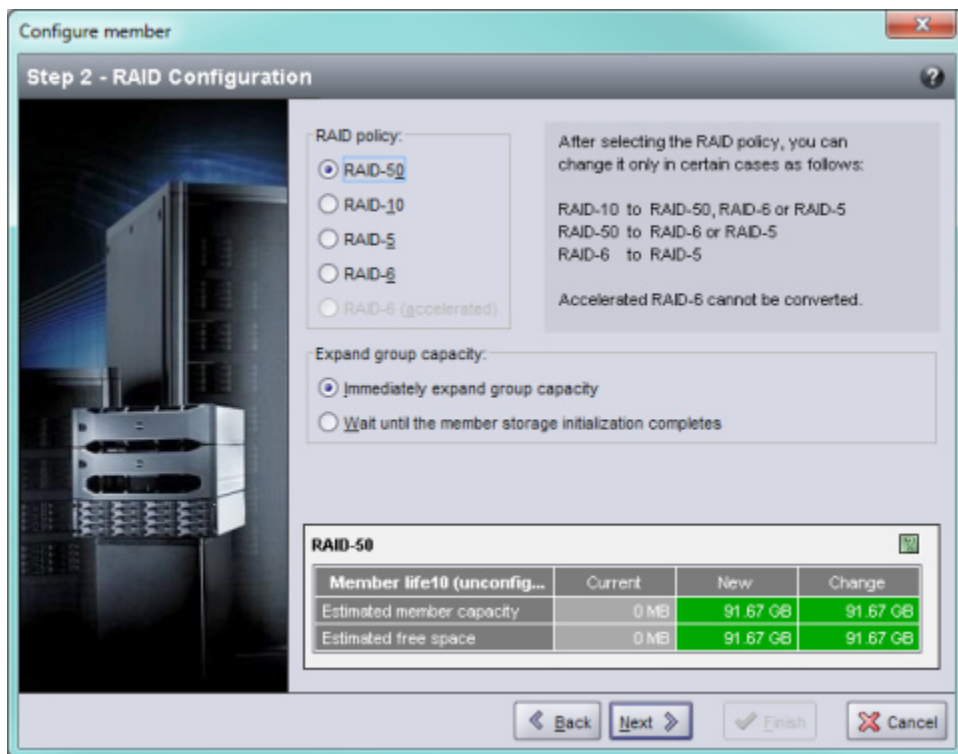 Configure member
Step 2 - RAID Configuration
?
RAID policy:
RAID-50
RAID-10
RAID-5
RAID-6
RAID-6 (accelerated)
After selecting the RAID policy, you can
change it only in certain cases as follows:
RAID-10 to RAID-50, RAID-6 or RAID-5
RAID-50 to RAID-6 or RAID-5
RAID-6 to RAID-5
Accelerated RAID-6 cannot be converted.
Expand group capacity:
Immediately expand group capacity
Wait until the member storage initialization completes
RAID-50
Member life10 (unconfig... Current New Change
Estimated member capacity 0 MB 91.67 GB 91.67 GB
Estimated free space 0 MB 91.67 GB 91.67 GB
Back Next Finish Cancel